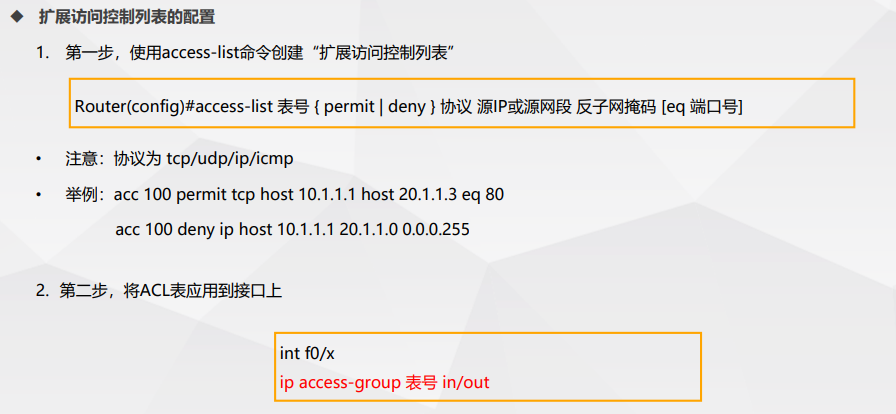 ◆ 扩展访问控制列表的配置
1. 第一步，使用access-list命令创建“扩展访问控制列表”
Router(config)#access-list 表号 { permit | deny } 协议 源IP或源网段 反子网掩码 [eq 端口号]
• 注意：协议为 tcp/udp/ip/icmp
• 举例：acc 100 permit tcp host 10.1.1.1 host 20.1.1.3 eq 80
acc 100 deny ip host 10.1.1.1 20.1.1.0 0.0.0.255
2. 第二步，将ACL表应用到接口上
int f0/x
ip access-group 表号 in/out